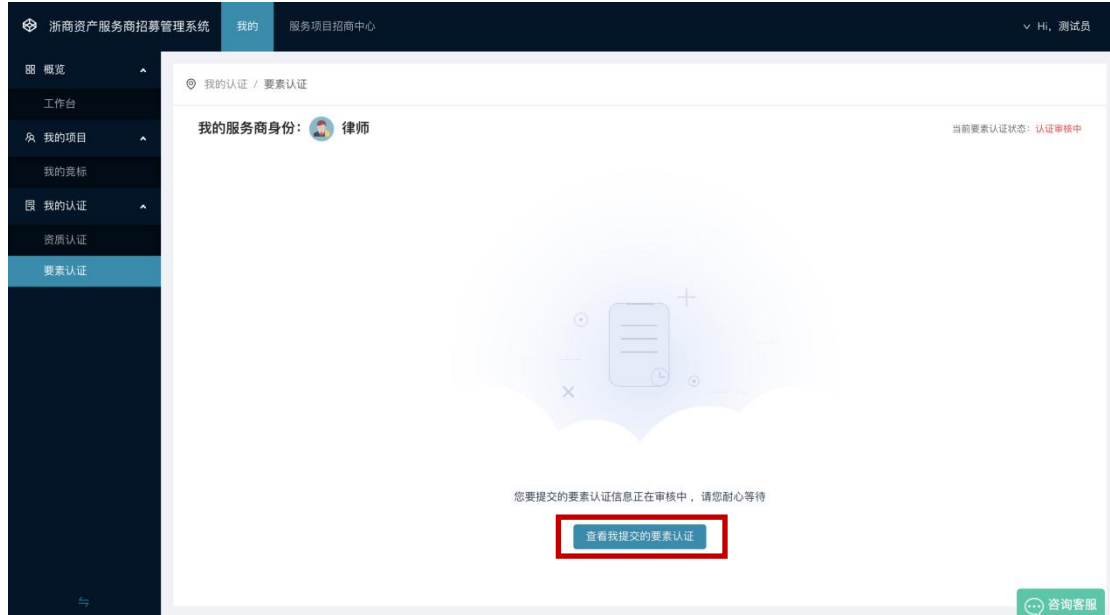 浙商资产服务商招募管理系统 我的 服务项目招商中心 Hi, 测试员
概览
工作台
我的项目
我的竞标
我的认证
资质认证
要素认证
我的认证 / 要素认证
我的服务商身份： 律师
当前要素认证状态：认证审核中
您要提交的要素认证信息正在审核中，请您耐心等待
查看我提交的要素认证
咨询客服